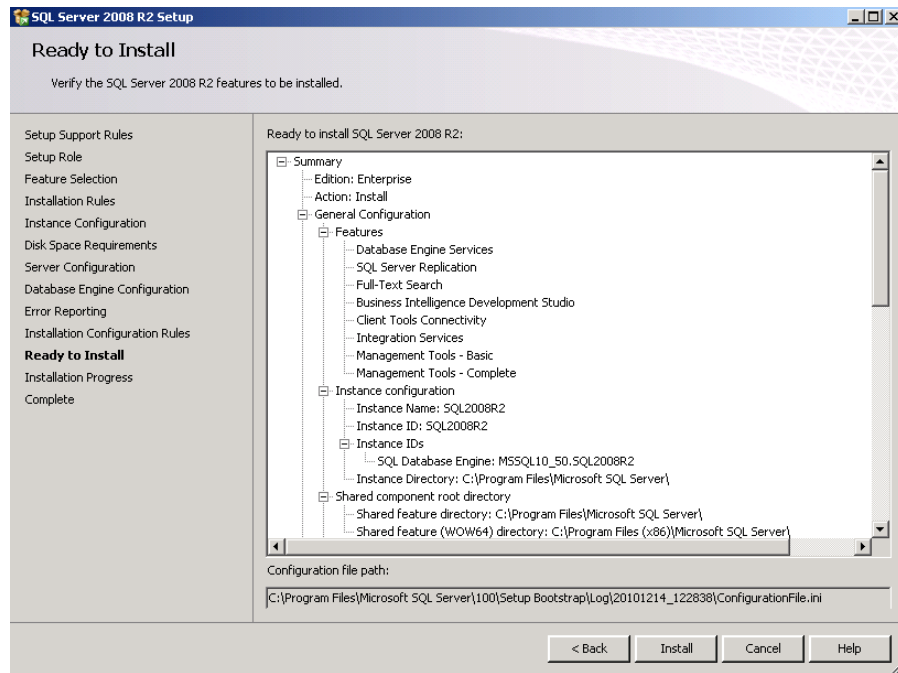 SQL Server 2008 R2 Setup
Ready to Install
Verify the SQL Server 2008 R2 features to be installed.
Setup Support Rules
Setup Role
Feature Selection
Installation Rules
Instance Configuration
Disk Space Requirements
Server Configuration
Database Engine Configuration
Error Reporting
Installation Configuration Rules
Ready to Install
Installation Progress
Complete
Ready to install SQL Server 2008 R2:
Summary
Edition: Enterprise
Action: Install
General Configuration
Features
Database Engine Services
SQL Server Replication
Full-Text Search
Business Intelligence Development Studio
Client Tools Connectivity
Integration Services
Management Tools - Basic
Management Tools - Complete
Instance configuration
Instance Name: SQL2008R2
Instance ID: SQL2008R2
Instance IDs
SQL Database Engine: MSSQL10_50.SQL2008R2
Instance Directory: C:\Program Files\Microsoft SQL Server\
Shared component root directory
Shared feature directory: C:\Program Files\Microsoft SQL Server\
Shared feature (WOW64) directory: C:\Program Files (x86)\Microsoft SQL Server\
Configuration file path:
C:\Program Files\Microsoft SQL Server\100\Setup Bootstrap\Log\20101214_122838\ConfigurationFile.ini
< Back
Install
Cancel
Help